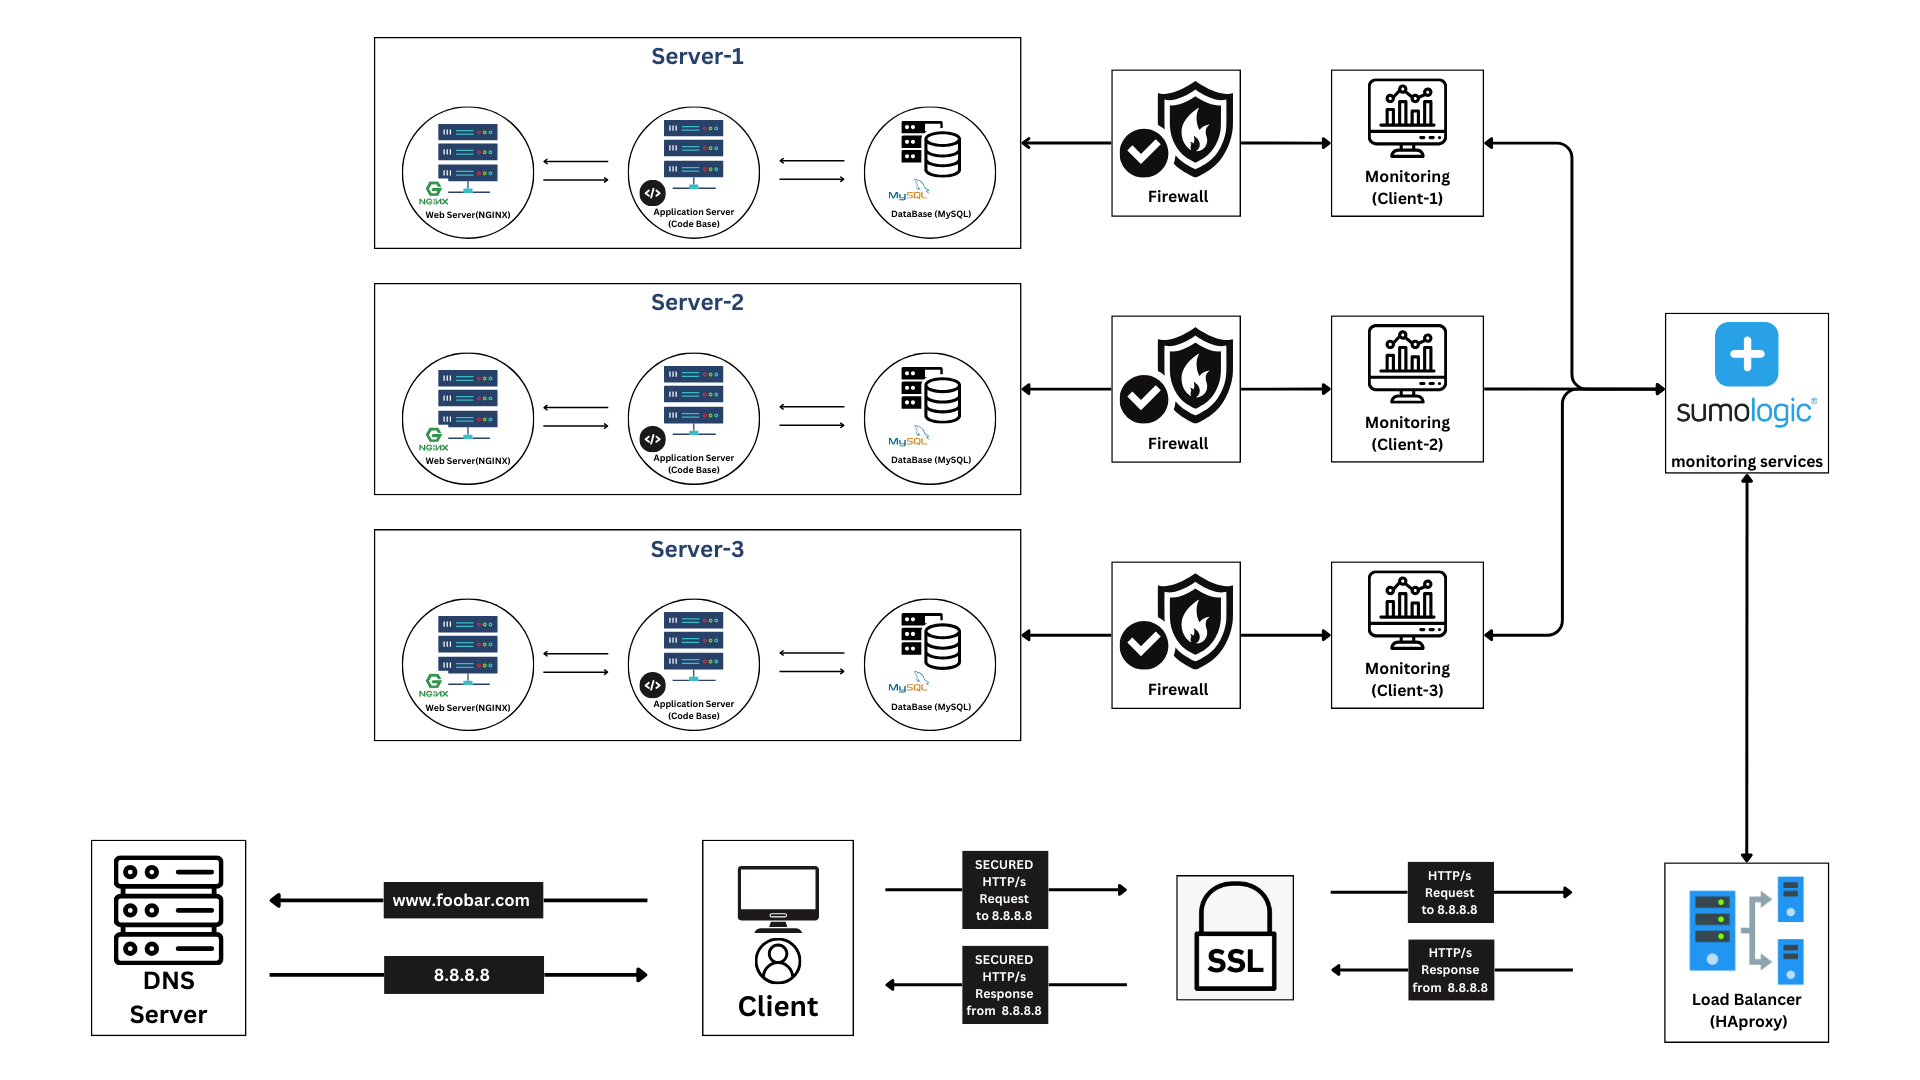 Server-1
NGINX
Web Server(NGINX)
</>
Application Server
(Code Base)
MySQL
DataBase (MySQL)
Firewall
Monitoring
(Client-1)
Server-2
NGINX
Web Server(NGINX)
</>
Application Server
(Code Base)
MySQL
DataBase (MySQL)
Firewall
Monitoring
(Client-2)
sumologic®
monitoring services
Server-3
NGINX
Web Server(NGINX)
</>
Application Server
(Code Base)
MySQL
DataBase (MySQL)
Firewall
Monitoring
(Client-3)
DNS
Server
www.foobar.com
8.8.8.8
Client
SECURED
HTTP/s
Request
to 8.8.8.8
SECURED
HTTP/s
Response
from 8.8.8.8
SSL
HTTP/s
Request
to 8.8.8.8
HTTP/s
Response
from 8.8.8.8
Load Balancer
(HAproxy)